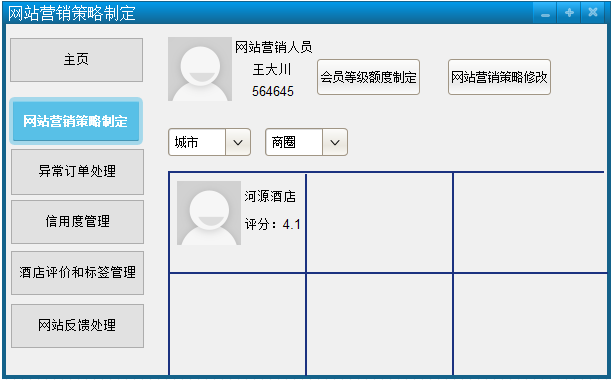 网站营销策略制定
主页
网站营销策略制定
异常订单处理
信用度管理
酒店评价和标签管理
网站反馈处理
网站营销人员
王大川
564645
会员等级额度制定
网站营销策略修改
城市
商圈
河源酒店
评分：4.1